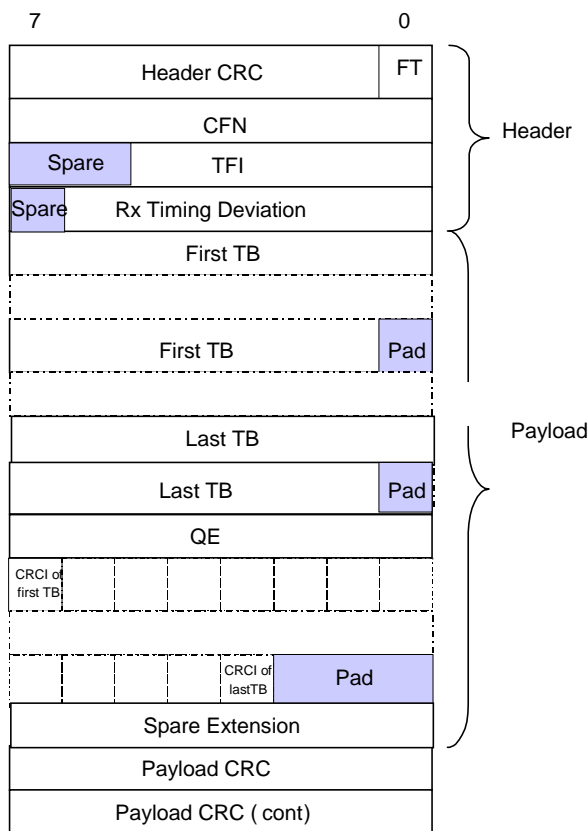 7 0
Header CRC FT
Header
CFN
Spare TFI
Spare Rx Timing Deviation
First TB
First TB Pad
Payload
Last TB
Last TB Pad
QE
CRCI of
first TB
CRCI of
lastTB
Pad
Spare Extension
Payload CRC
Payload CRC ( cont)